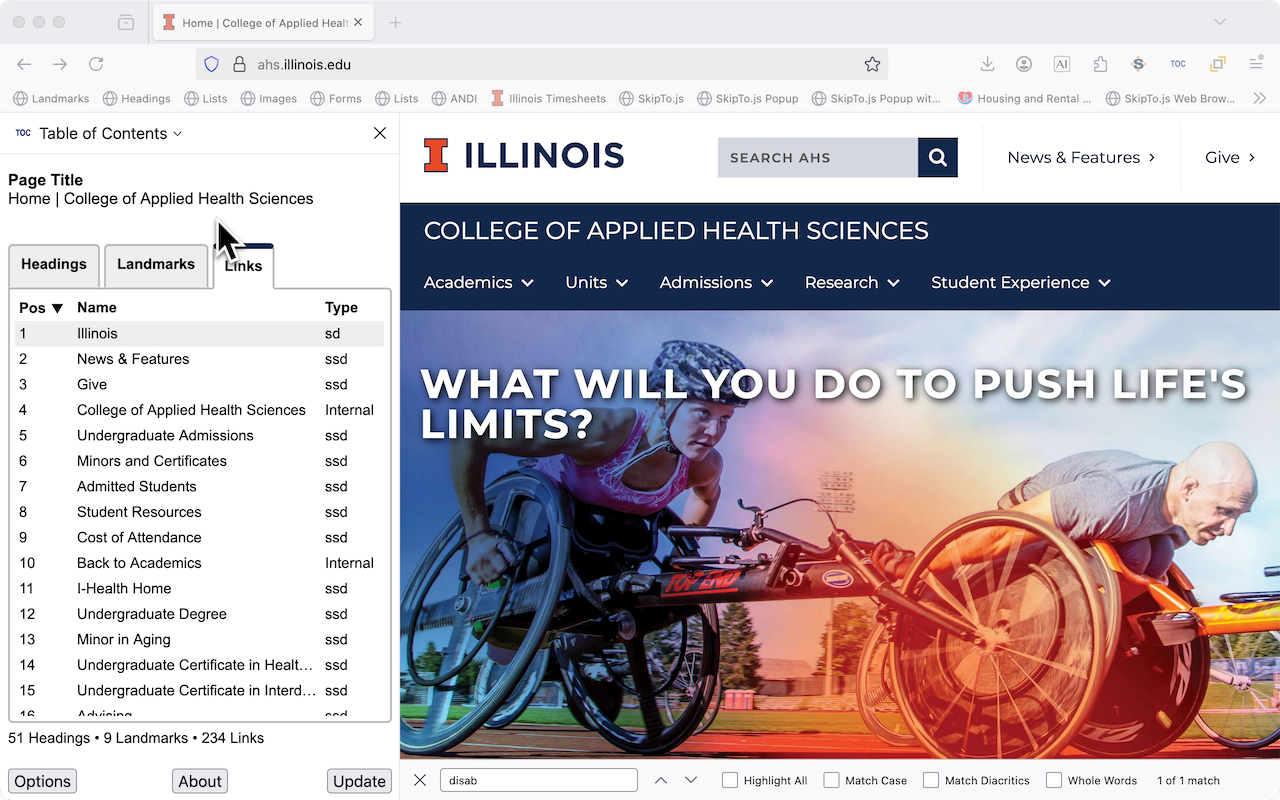 Home | College of Applied Healt
ahs.illinois.edu
AI
S
TOC
Landmarks
Headings
Lists
Images
Forms
Lists
ANDI
Illinois Timesheets
SkipTo.js
SkipTo.js Popup
SkipTo.js Popup wit...
Housing and Rental ...
SkipTo.js Web Brow...
TOC Table of Contents
Page Title
Home | College of Applied Health Sciences
Headings Landmarks Links
Pos ▼ Name Type
1 Illinois sd
2 News & Features ssd
3 Give ssd
4 College of Applied Health Sciences Internal
5 Undergraduate Admissions ssd
6 Minors and Certificates ssd
7 Admitted Students ssd
8 Student Resources ssd
9 Cost of Attendance ssd
10 Back to Academics Internal
11 I-Health Home ssd
12 Undergraduate Degree ssd
13 Minor in Aging ssd
14 Undergraduate Certificate in Healt... ssd
15 Undergraduate Certificate in Interd... ssd
16 Advising ssd
51 Headings • 9 Landmarks • 234 Links
Options About Update
I ILLINOIS
SEARCH AHS
News & Features
Give
COLLEGE OF APPLIED HEALTH SCIENCES
Academics Units Admissions Research Student Experience
WHAT WILL YOU DO TO PUSH LIFE'S
LIMITS?
TOP END
disab
Highlight All Match Case Match Diacritics Whole Words 1 of 1 match